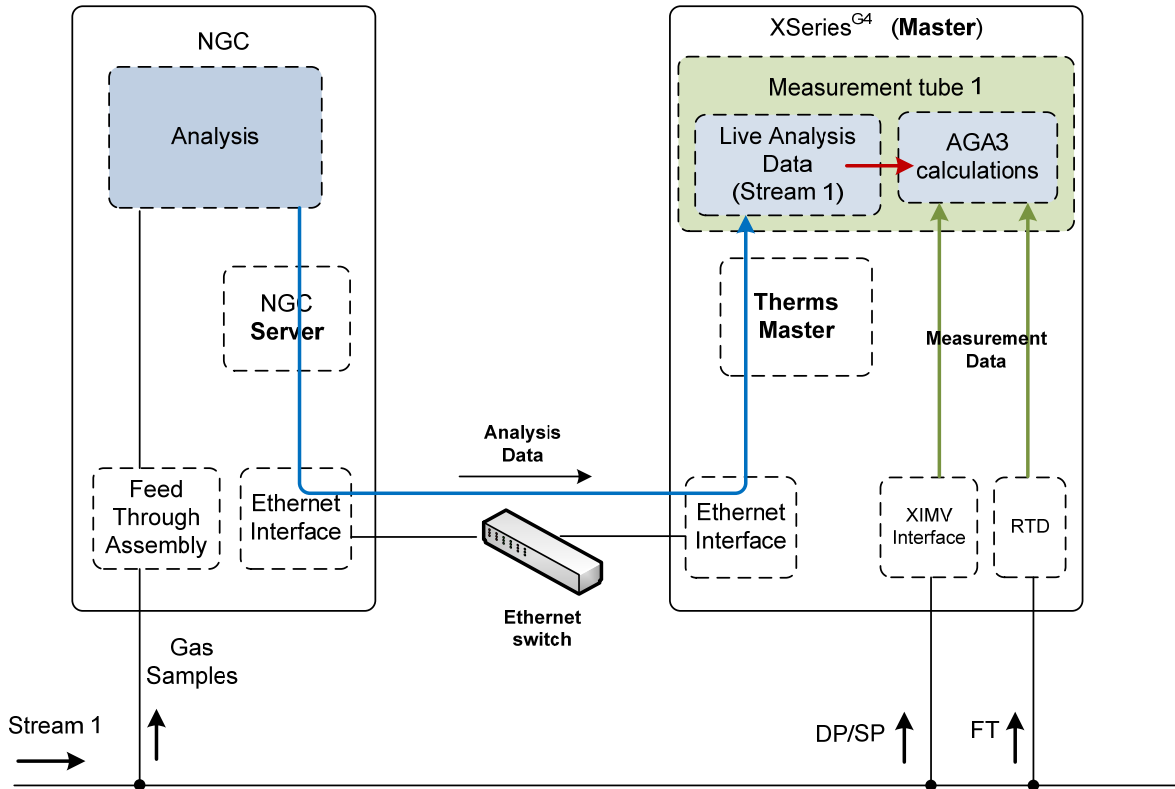 NGC
Analysis
NGC
Server
Feed
Through
Assembly
Ethernet
Interface
Gas
Samples
Stream 1
Analysis
Data
Ethernet
switch
XSeriesG4 (Master)
Measurement tube 1
Live Analysis
Data
(Stream 1)
AGA3
calculations
Therms
Master
Measurement
Data
Ethernet
Interface
XIMV
Interface
RTD
DP/SP
FT